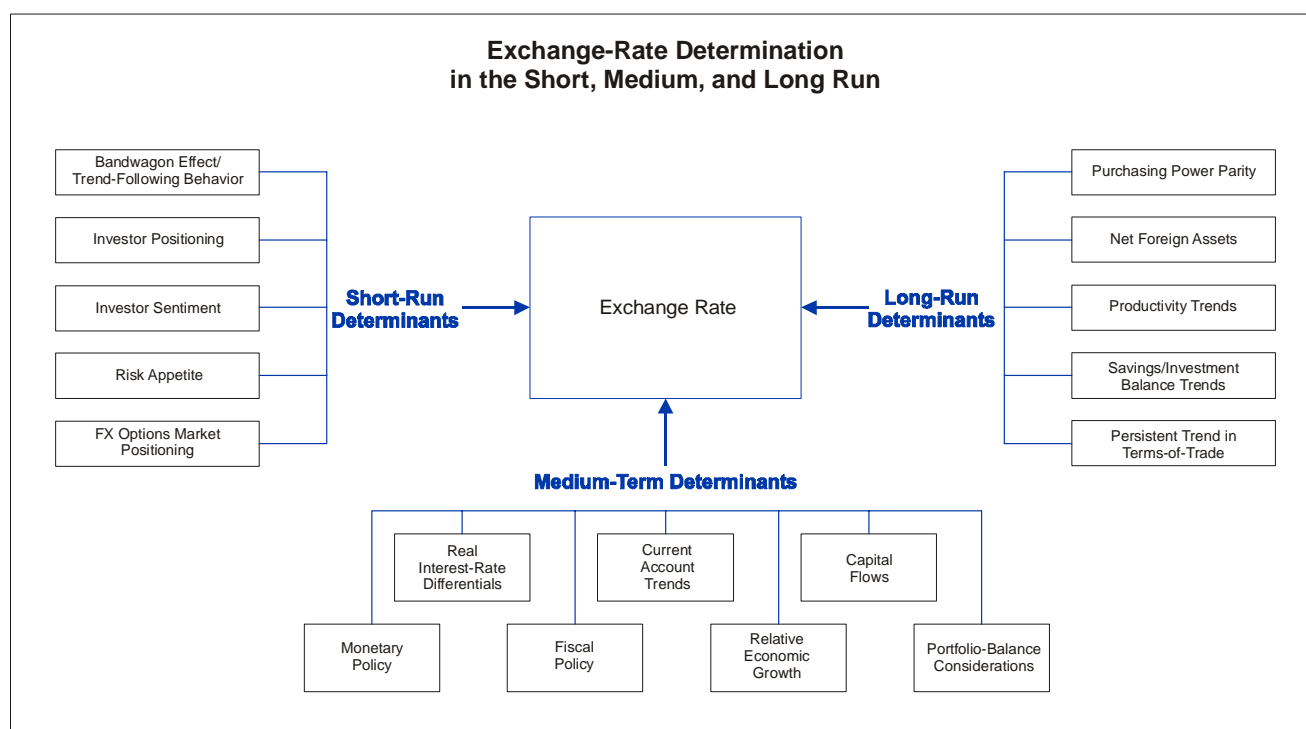 Exchange-Rate Determination
in the Short, Medium, and Long Run
Bandwagon Effect/
Trend-Following Behavior
Investor Positioning
Investor Sentiment
Risk Appetite
FX Options Market
Positioning
Short-Run
Determinants
Exchange Rate
Long-Run
Determinants
Purchasing Power Parity
Net Foreign Assets
Productivity Trends
Savings/Investment
Balance Trends
Persistent Trend in
Terms-of-Trade
Medium-Term Determinants
Real
Interest-Rate
Differentials
Current
Account
Trends
Capital
Flows
Monetary
Policy
Fiscal
Policy
Relative
Economic
Growth
Portfolio-Balance
Considerations